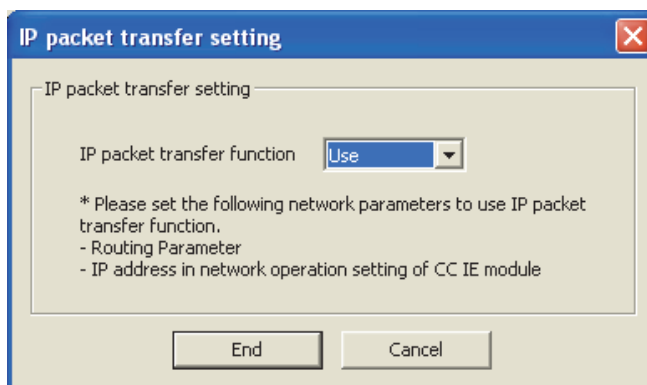 IP packet transfer setting
IP packet transfer setting
IP packet transfer function
Use
* Please set the following network parameters to use IP packet
transfer function.
- Routing Parameter
- IP address in network operation setting of CC IE module
End
Cancel